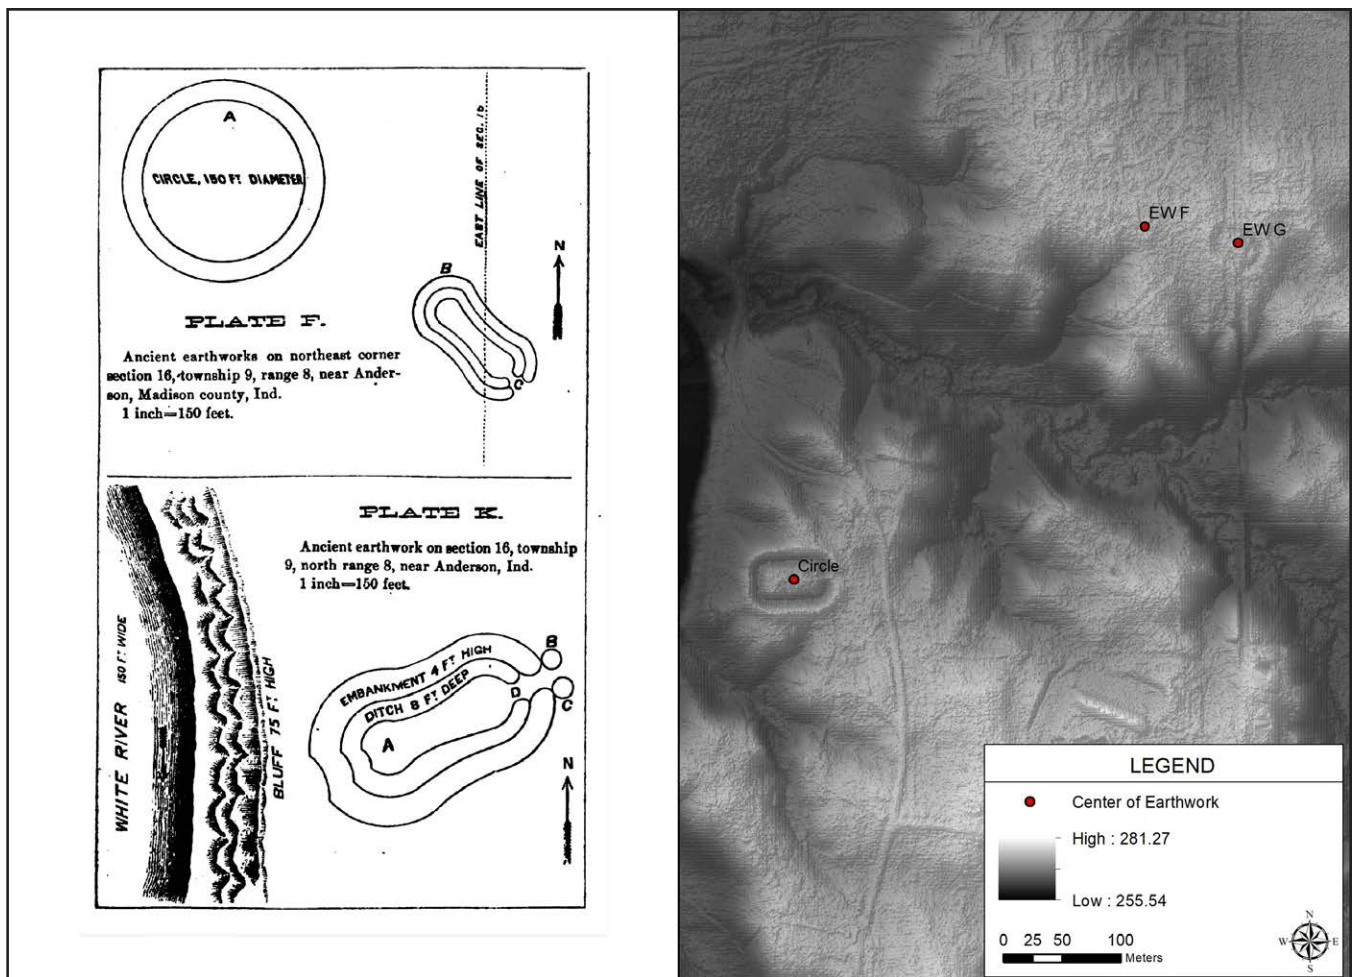 A
CIRCLE, 150 FT DIAMETER
EAST LINE OF SEC. 16
N
B
C
PLATE F.
Ancient earthworks on northeast corner
section 16, township 9, range 8, near Ander-
son, Madison county, Ind.
1 inch=150 feet.
PLATE K.
Ancient earthwork on section 16, township
9, north range 8, near Anderson, Ind.
1 inch=150 feet.
WHITE RIVER 150 FT WIDE
BLUFF 75 FT HIGH
EMBANKMENT 4 FT HIGH
DITCH 8 FT DEEP
A
B
D
C
N
EW F
EW G
Circle
LEGEND
Center of Earthwork
High : 281.27
Low : 255.54
0 25 50 100
Meters
N
W E
S